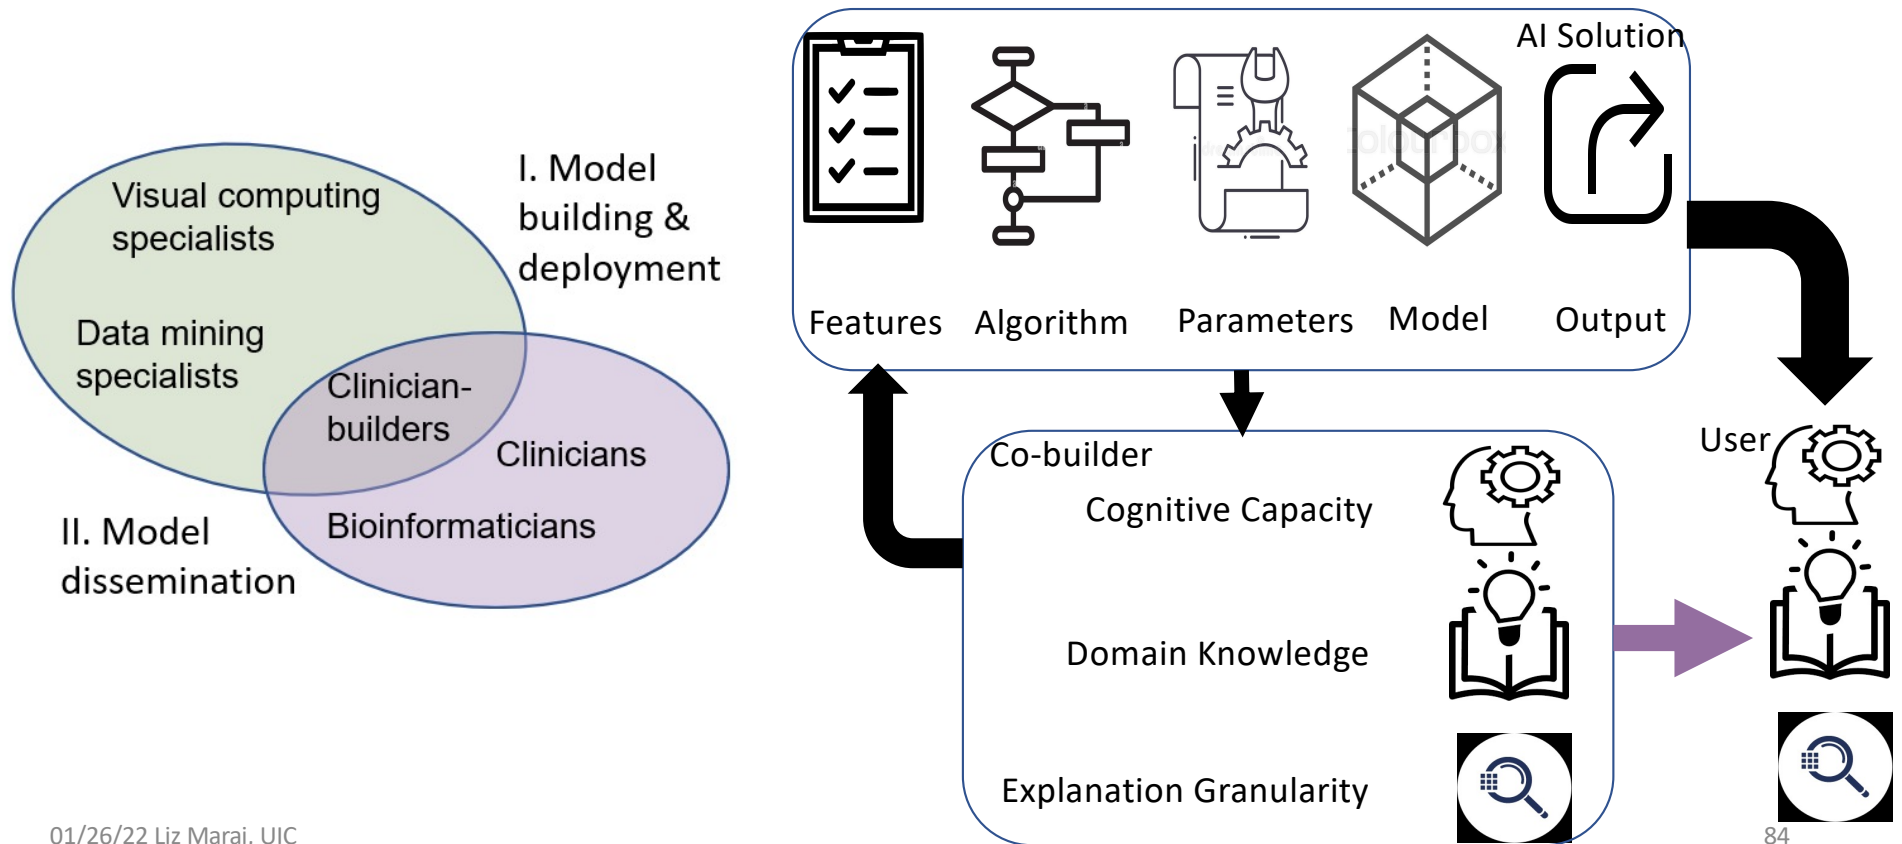 Visual computing
specialists
Data mining
specialists
Clinician-
builders
Clinicians
Bioinformaticians
I. Model
building &
deployment
II. Model
dissemination
AI Solution
Features
Algorithm
Parameters
Model
Output
Co-builder
Cognitive Capacity
Domain Knowledge
Explanation Granularity
User
01/26/22 Liz Marai, UIC
84